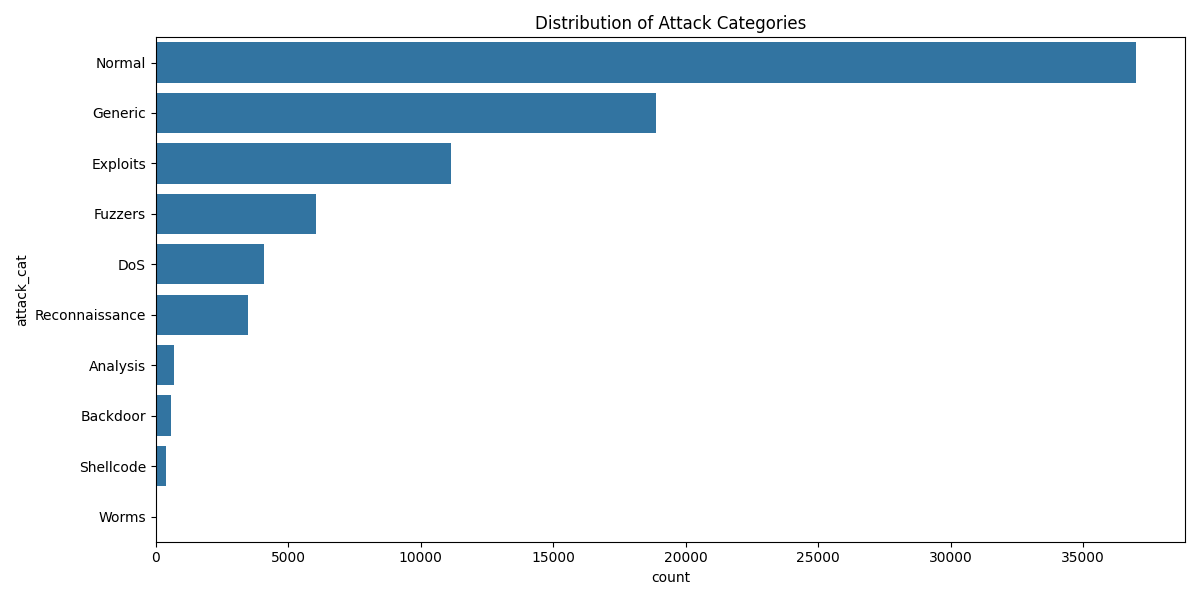 Distribution of Attack Categories
attack_cat
Normal
Generic
Exploits
Fuzzers
DoS
Reconnaissance
Analysis
Backdoor
Shellcode
Worms
0 5000 10000 15000 20000 25000 30000 35000
count